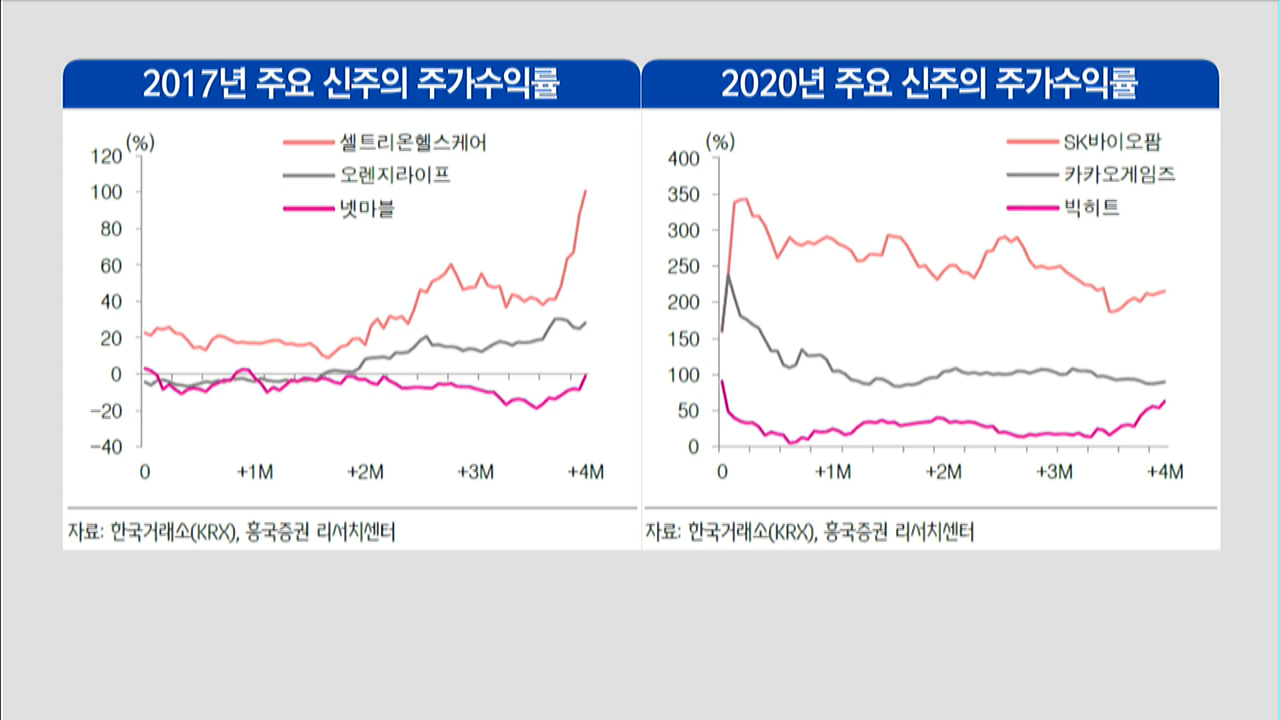 2017년 주요 신주의 주가수익률
(%)
셀트리온헬스케어
오렌지라이프
넷마블
120
100
80
60
40
20
0
−20
−40
0 +1M +2M +3M +4M
자료: 한국거래소(KRX), 흥국증권 리서치센터
2020년 주요 신주의 주가수익률
(%)
SK바이오팜
카카오게임즈
빅히트
400
350
300
250
200
150
100
50
0
0 +1M +2M +3M +4M
자료: 한국거래소(KRX), 흥국증권 리서치센터